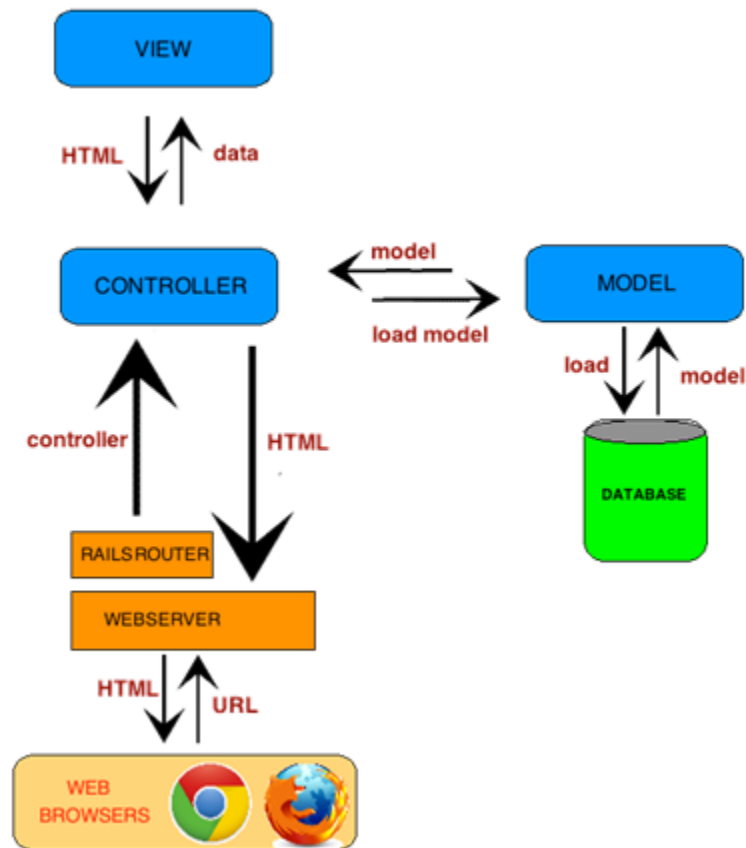 VIEW
HTML
data
CONTROLLER
model
load model
MODEL
load
model
DATABASE
controller
HTML
RAILSROUTER
WEBSERVER
HTML
URL
WEB
BROWSERS